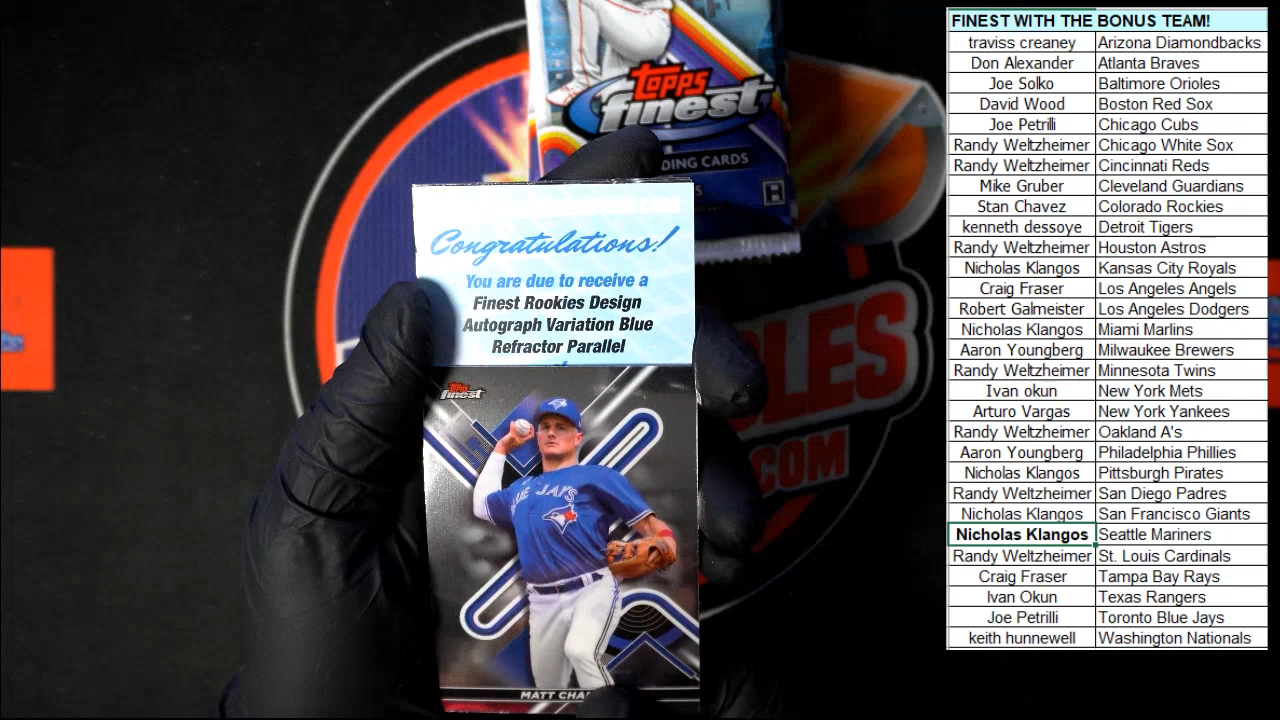 Topps
finest
DING CARDS
Congratulations!
You are due to receive a
Finest Rookies Design
Autograph Variation Blue
Refractor Parallel
Topps
finest
UE JAYS
MATT CHA
LES
.COM
FINEST WITH THE BONUS TEAM!
traviss creaney Arizona Diamondbacks
Don Alexander Atlanta Braves
Joe Solko Baltimore Orioles
David Wood Boston Red Sox
Joe Petrilli Chicago Cubs
Randy Weltzheimer Chicago White Sox
Randy Weltzheimer Cincinnati Reds
Mike Gruber Cleveland Guardians
Stan Chavez Colorado Rockies
kenneth dessoye Detroit Tigers
Randy Weltzheimer Houston Astros
Nicholas Klangos Kansas City Royals
Craig Fraser Los Angeles Angels
Robert Galmeister Los Angeles Dodgers
Nicholas Klangos Miami Marlins
Aaron Youngberg Milwaukee Brewers
Randy Weltzheimer Minnesota Twins
Ivan okun New York Mets
Arturo Vargas New York Yankees
Randy Weltzheimer Oakland A's
Aaron Youngberg Philadelphia Phillies
Nicholas Klangos Pittsburgh Pirates
Randy Weltzheimer San Diego Padres
Nicholas Klangos San Francisco Giants
Nicholas Klangos Seattle Mariners
Randy Weltzheimer St. Louis Cardinals
Craig Fraser Tampa Bay Rays
Ivan Okun Texas Rangers
Joe Petrilli Toronto Blue Jays
keith hunnewell Washington Nationals